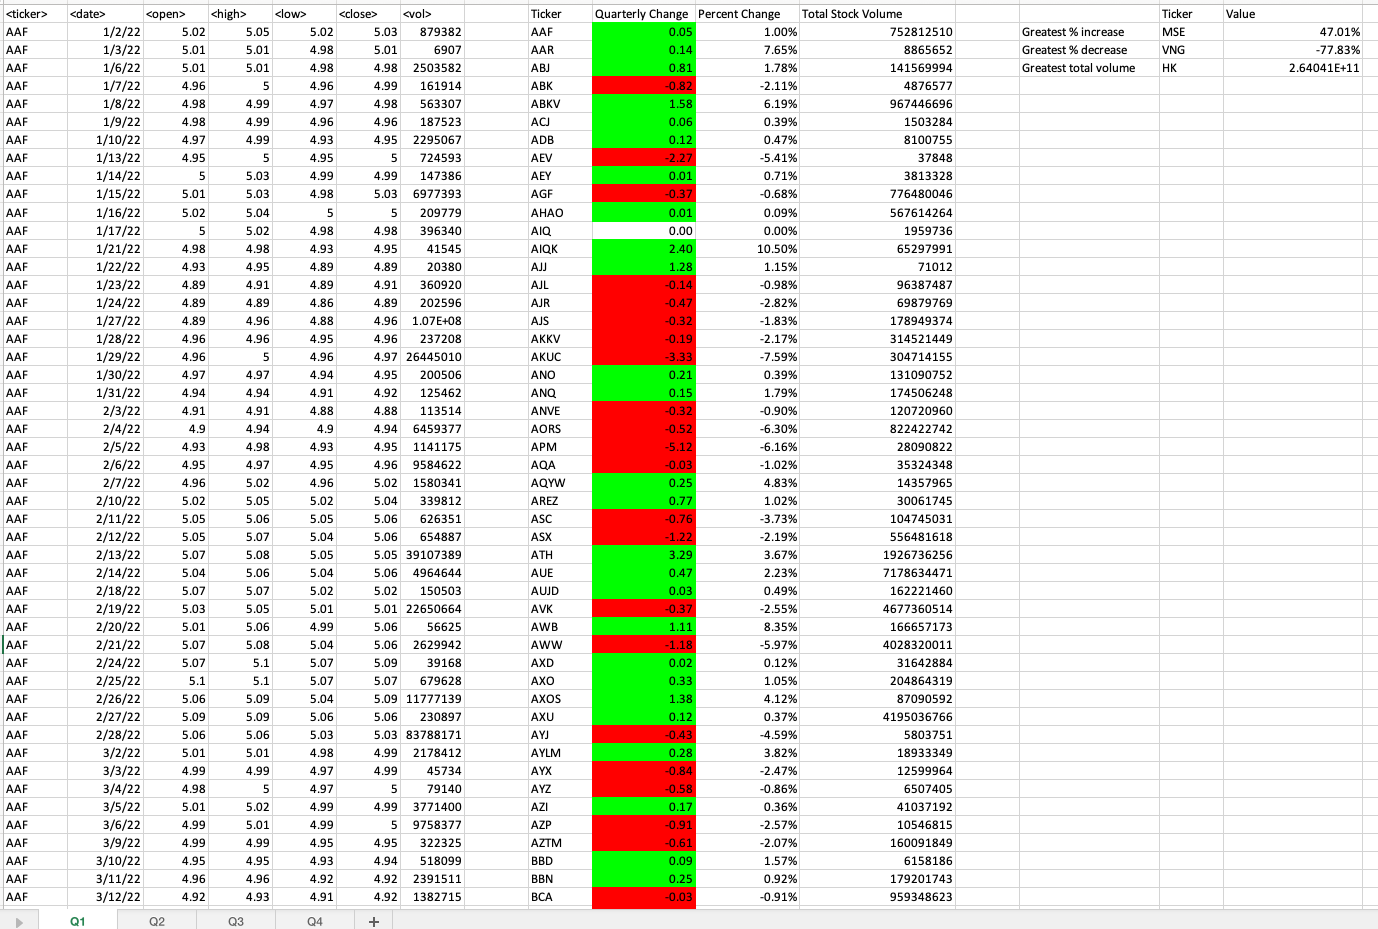 <ticker> <date> <open> <high> <low> <close> <vol> Ticker Quarterly Change Percent Change Total Stock Volume Ticker Value
AAF 1/2/22 5.02 5.05 5.02 5.03 879382 AAF 0.05 1.00% 752812510 Greatest % increase MSE 47.01%
AAF 1/3/22 5.01 5.01 4.98 5.01 6907 AAR 0.14 7.65% 8865652 Greatest % decrease VNG -77.83%
AAF 1/6/22 5.01 5.01 4.98 4.98 2503582 ABJ 0.81 1.78% 141569994 Greatest total volume HK 2.64041E+11
AAF 1/7/22 4.96 5 4.96 4.99 161914 ABK -0.82 -2.11% 4876577
AAF 1/8/22 4.98 4.99 4.97 4.98 563307 ABKV 1.58 6.19% 967446696
AAF 1/9/22 4.98 4.99 4.96 4.96 187523 ACJ 0.06 0.39% 1503284
AAF 1/10/22 4.97 4.99 4.93 4.95 2295067 ADB 0.12 0.47% 8100755
AAF 1/13/22 4.95 5 4.95 5 724593 AEV -2.27 -5.41% 37848
AAF 1/14/22 5 5.03 4.99 4.99 147386 AEY 0.01 0.71% 3813328
AAF 1/15/22 5.01 5.03 4.98 5.03 6977393 AGF -0.37 -0.68% 776480046
AAF 1/16/22 5.02 5.04 5 5 209779 AHAO 0.01 0.09% 567614264
AAF 1/17/22 5 5.02 4.98 4.98 396340 AIQ 0.00 0.00% 1959736
AAF 1/21/22 4.98 4.98 4.93 4.95 41545 AIQK 2.40 10.50% 65297991
AAF 1/22/22 4.93 4.95 4.89 4.89 20380 AJJ 1.28 1.15% 71012
AAF 1/23/22 4.89 4.91 4.89 4.91 360920 AJL -0.14 -0.98% 96387487
AAF 1/24/22 4.89 4.89 4.86 4.89 202596 AJR -0.47 -2.82% 69879769
AAF 1/27/22 4.89 4.96 4.88 4.96 1.07E+08 AJS -0.32 -1.83% 178949374
AAF 1/28/22 4.96 4.96 4.95 4.96 237208 AKKV -0.19 -2.17% 314521449
AAF 1/29/22 4.96 5 4.96 4.97 26445010 AKUC -3.33 -7.59% 304714155
AAF 1/30/22 4.97 4.97 4.94 4.95 200506 ANO 0.21 0.39% 131090752
AAF 1/31/22 4.94 4.94 4.91 4.92 125462 ANQ 0.15 1.79% 174506248
AAF 2/3/22 4.91 4.91 4.88 4.88 113514 ANVE -0.32 -0.90% 120720960
AAF 2/4/22 4.9 4.94 4.9 4.94 6459377 AORS -0.52 -6.30% 822422742
AAF 2/5/22 4.93 4.98 4.93 4.95 1141175 APM -5.12 -6.16% 28090822
AAF 2/6/22 4.95 4.97 4.95 4.96 9584622 AQA -0.03 -1.02% 35324348
AAF 2/7/22 4.96 5.02 4.96 5.02 1580341 AQYW 0.25 4.83% 14357965
AAF 2/10/22 5.02 5.05 5.02 5.04 339812 AREZ 0.77 1.02% 30061745
AAF 2/11/22 5.05 5.06 5.05 5.06 626351 ASC -0.76 -3.73% 104745031
AAF 2/12/22 5.05 5.07 5.04 5.06 654887 ASX -1.22 -2.19% 556481618
AAF 2/13/22 5.07 5.08 5.05 5.05 39107389 ATH 3.29 3.67% 1926736256
AAF 2/14/22 5.04 5.06 5.04 5.06 4964644 AUE 0.47 2.23% 7178634471
AAF 2/18/22 5.07 5.07 5.02 5.02 150503 AUJD 0.03 0.49% 162221460
AAF 2/19/22 5.03 5.05 5.01 5.01 22650664 AVK -0.37 -2.55% 4677360514
AAF 2/20/22 5.01 5.06 4.99 5.06 56625 AWB 1.11 8.35% 166657173
AAF 2/21/22 5.07 5.08 5.04 5.06 2629942 AWW -1.18 -5.97% 4028320011
AAF 2/24/22 5.07 5.1 5.07 5.09 39168 AXD 0.02 0.12% 31642884
AAF 2/25/22 5.1 5.1 5.07 5.07 679628 AXO 0.33 1.05% 204864319
AAF 2/26/22 5.06 5.09 5.04 5.09 11777139 AXOS 1.38 4.12% 87090592
AAF 2/27/22 5.09 5.09 5.06 5.06 230897 AXU 0.12 0.37% 4195036766
AAF 2/28/22 5.06 5.06 5.03 5.03 83788171 AYJ -0.43 -4.59% 5803751
AAF 3/2/22 5.01 5.01 4.98 4.99 2178412 AYLM 0.28 3.82% 18933349
AAF 3/3/22 4.99 4.99 4.97 4.99 45734 AYX -0.84 -2.47% 12599964
AAF 3/4/22 4.98 5 4.97 5 79140 AYZ -0.58 -0.86% 6507405
AAF 3/5/22 5.01 5.02 4.99 4.99 3771400 AZI 0.17 0.36% 41037192
AAF 3/6/22 4.99 5.01 4.99 5 9758377 AZP -0.91 -2.57% 10546815
AAF 3/9/22 4.99 4.99 4.95 4.95 322325 AZTM -0.61 -2.07% 160091849
AAF 3/10/22 4.95 4.95 4.93 4.94 518099 BBD 0.09 1.57% 6158186
AAF 3/11/22 4.96 4.96 4.92 4.92 2391511 BBN 0.25 0.92% 179201743
AAF 3/12/22 4.92 4.93 4.91 4.92 1382715 BCA -0.03 -0.91% 959348623
Q1 Q2 Q3 Q4 +